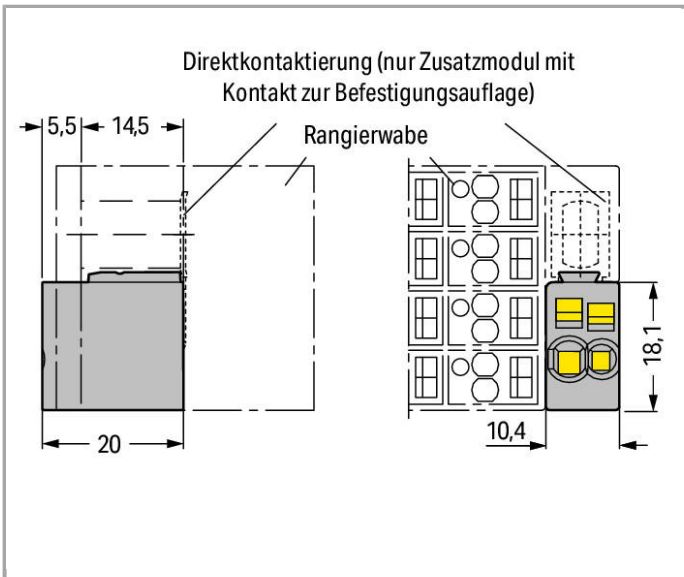 Direktkontaktierung (nur Zusatzmodul mit
Kontakt zur Befestigungsauflage)
5,5
14,5
Rangierwabe
18,1
20
10,4